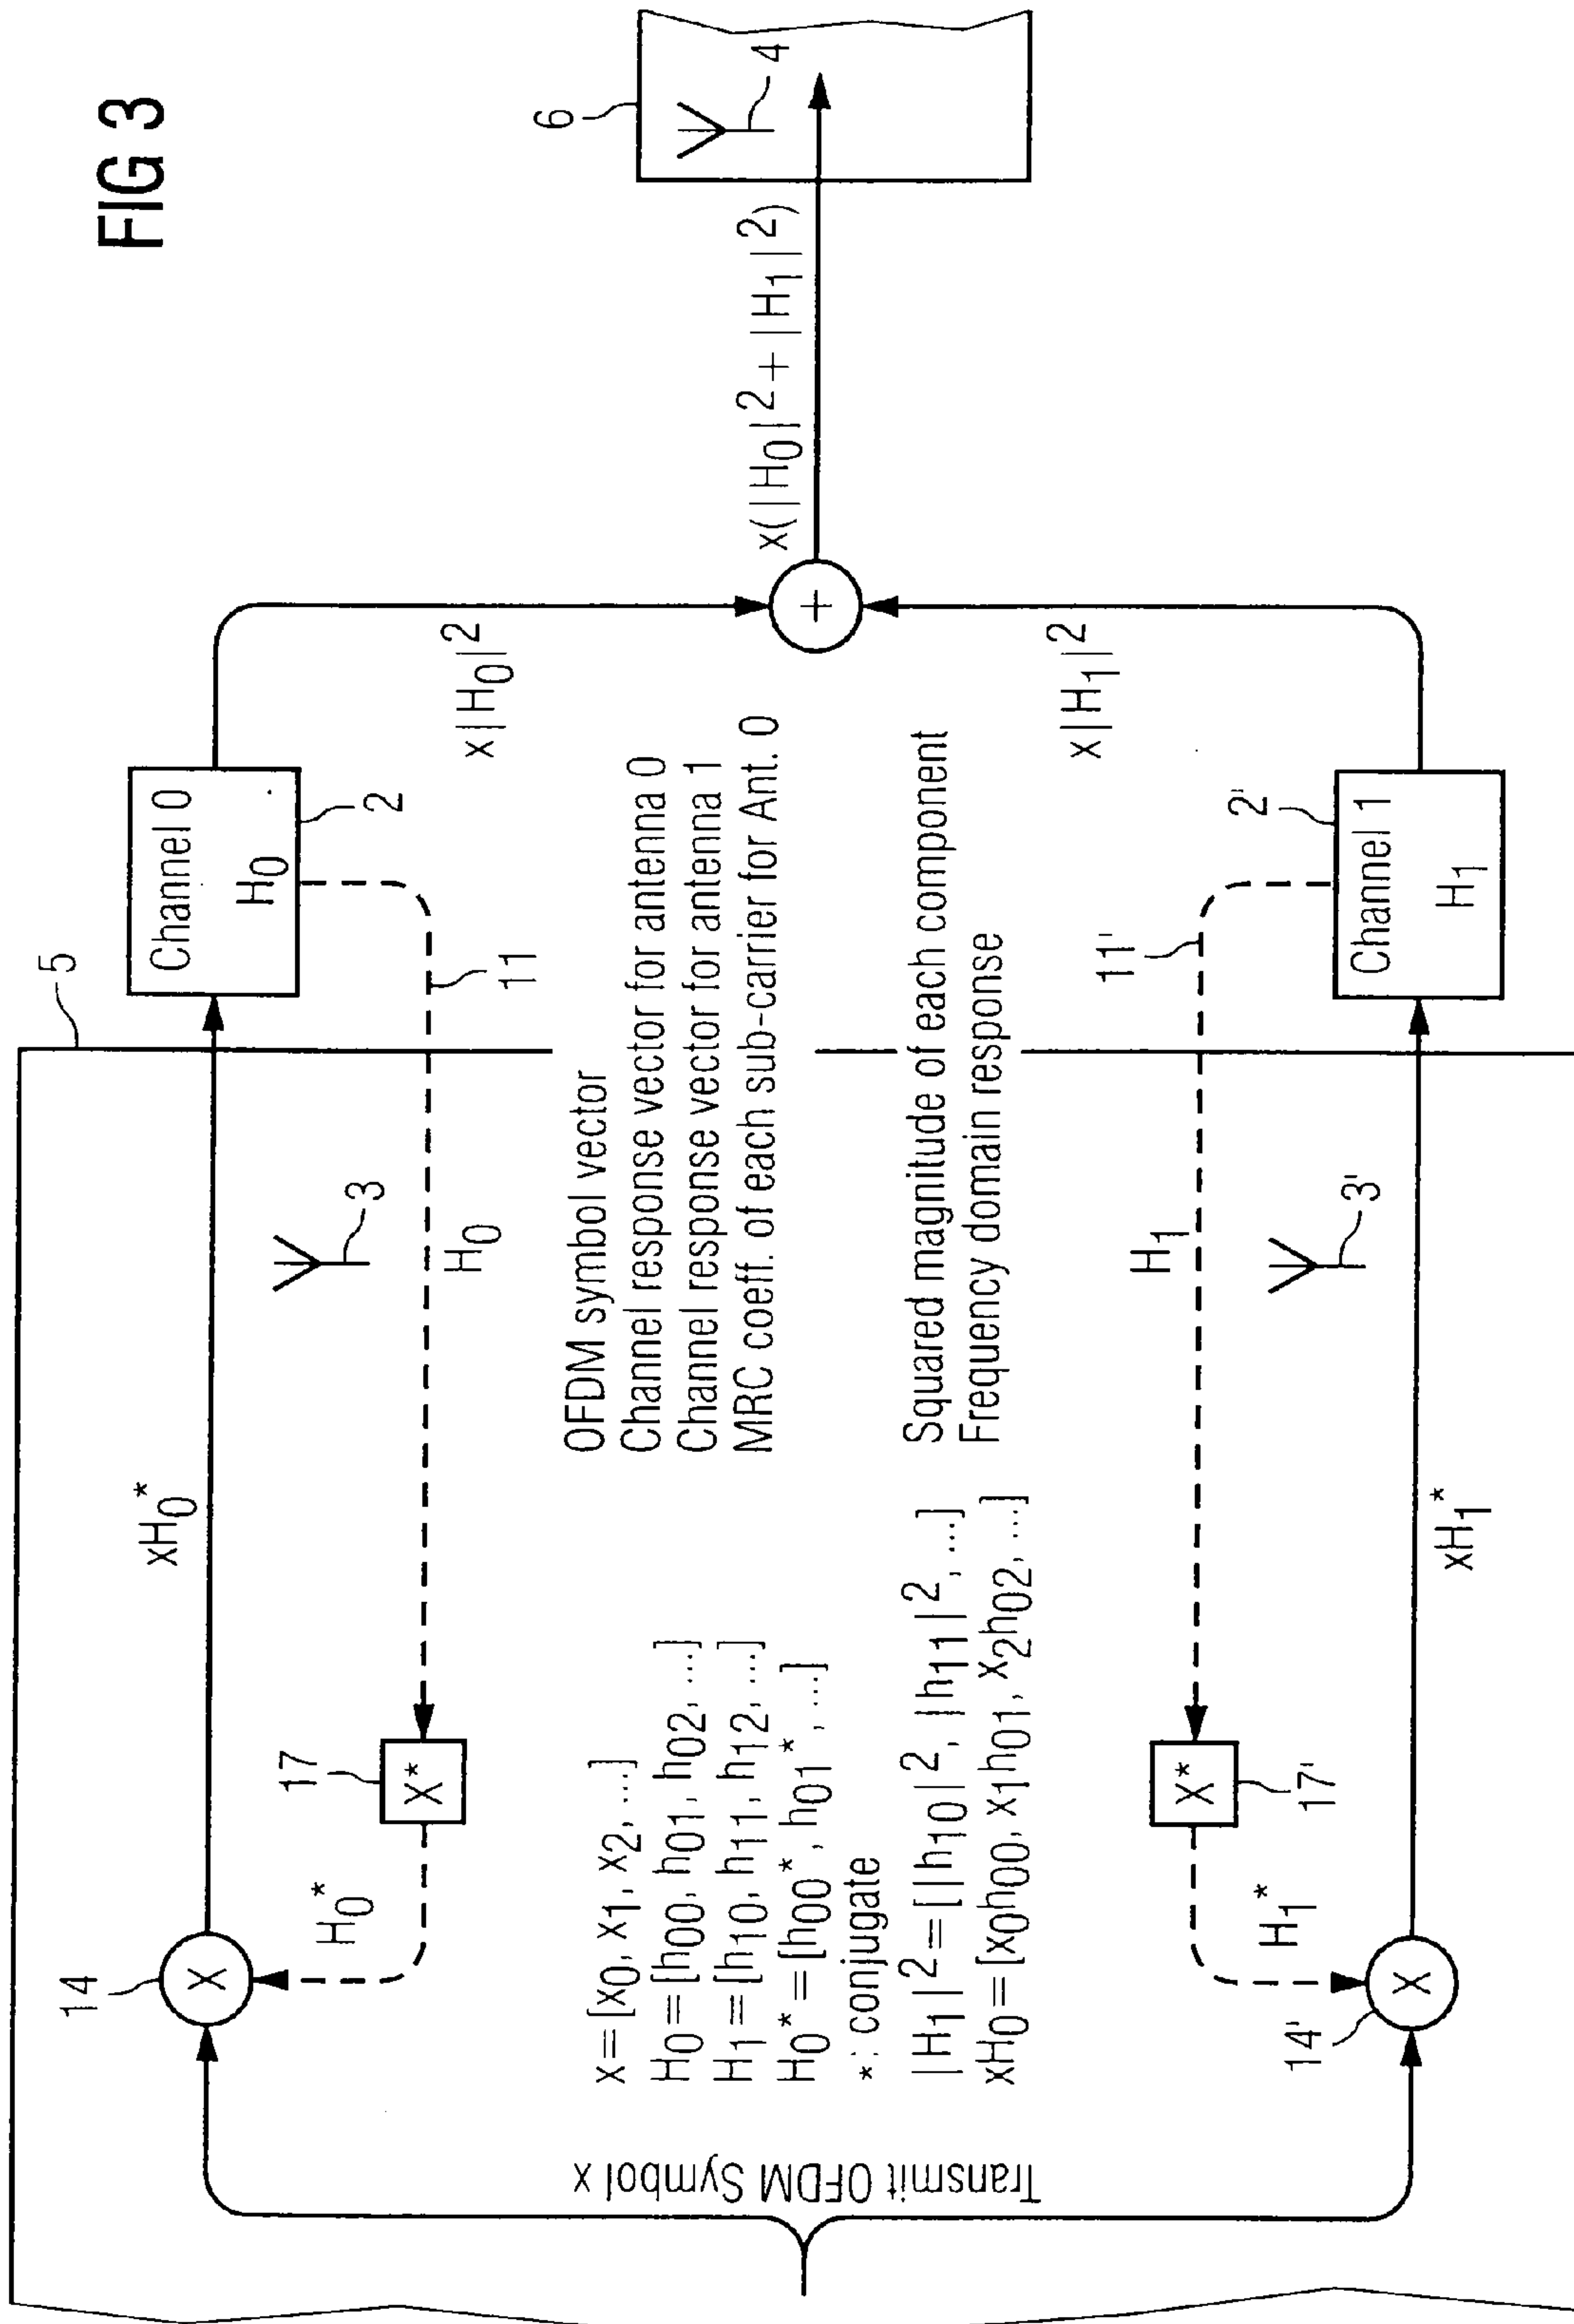 FIG 3
5
6
14
xH0*
Channel 0
H0
2
4
17
H0*
X
X*
3
H0
11
x|H0|2
Transmit OFDM Symbol x
x=[x0, x1, x2, ...] OFDM symbol vector
H0=[h00, h01, h02, ...] Channel response vector for antenna 0
H1=[h10, h11, h12, ...] Channel response vector for antenna 1
H0*=[h00*, h01*, ...] MRC coeff. of each sub-carrier for Ant. 0
*: conjugate
|H1|2=[|h10|2, |h11|2, ...] Squared magnitude of each component
xH0=[x0h00, x1h01, x2h02, ...] Frequency domain response
+
x(|H0|2+|H1|2)
x|H1|2
H1
11'
2'
X*
17'
H1*
3'
Channel 1
H1
14'
X
xH1*